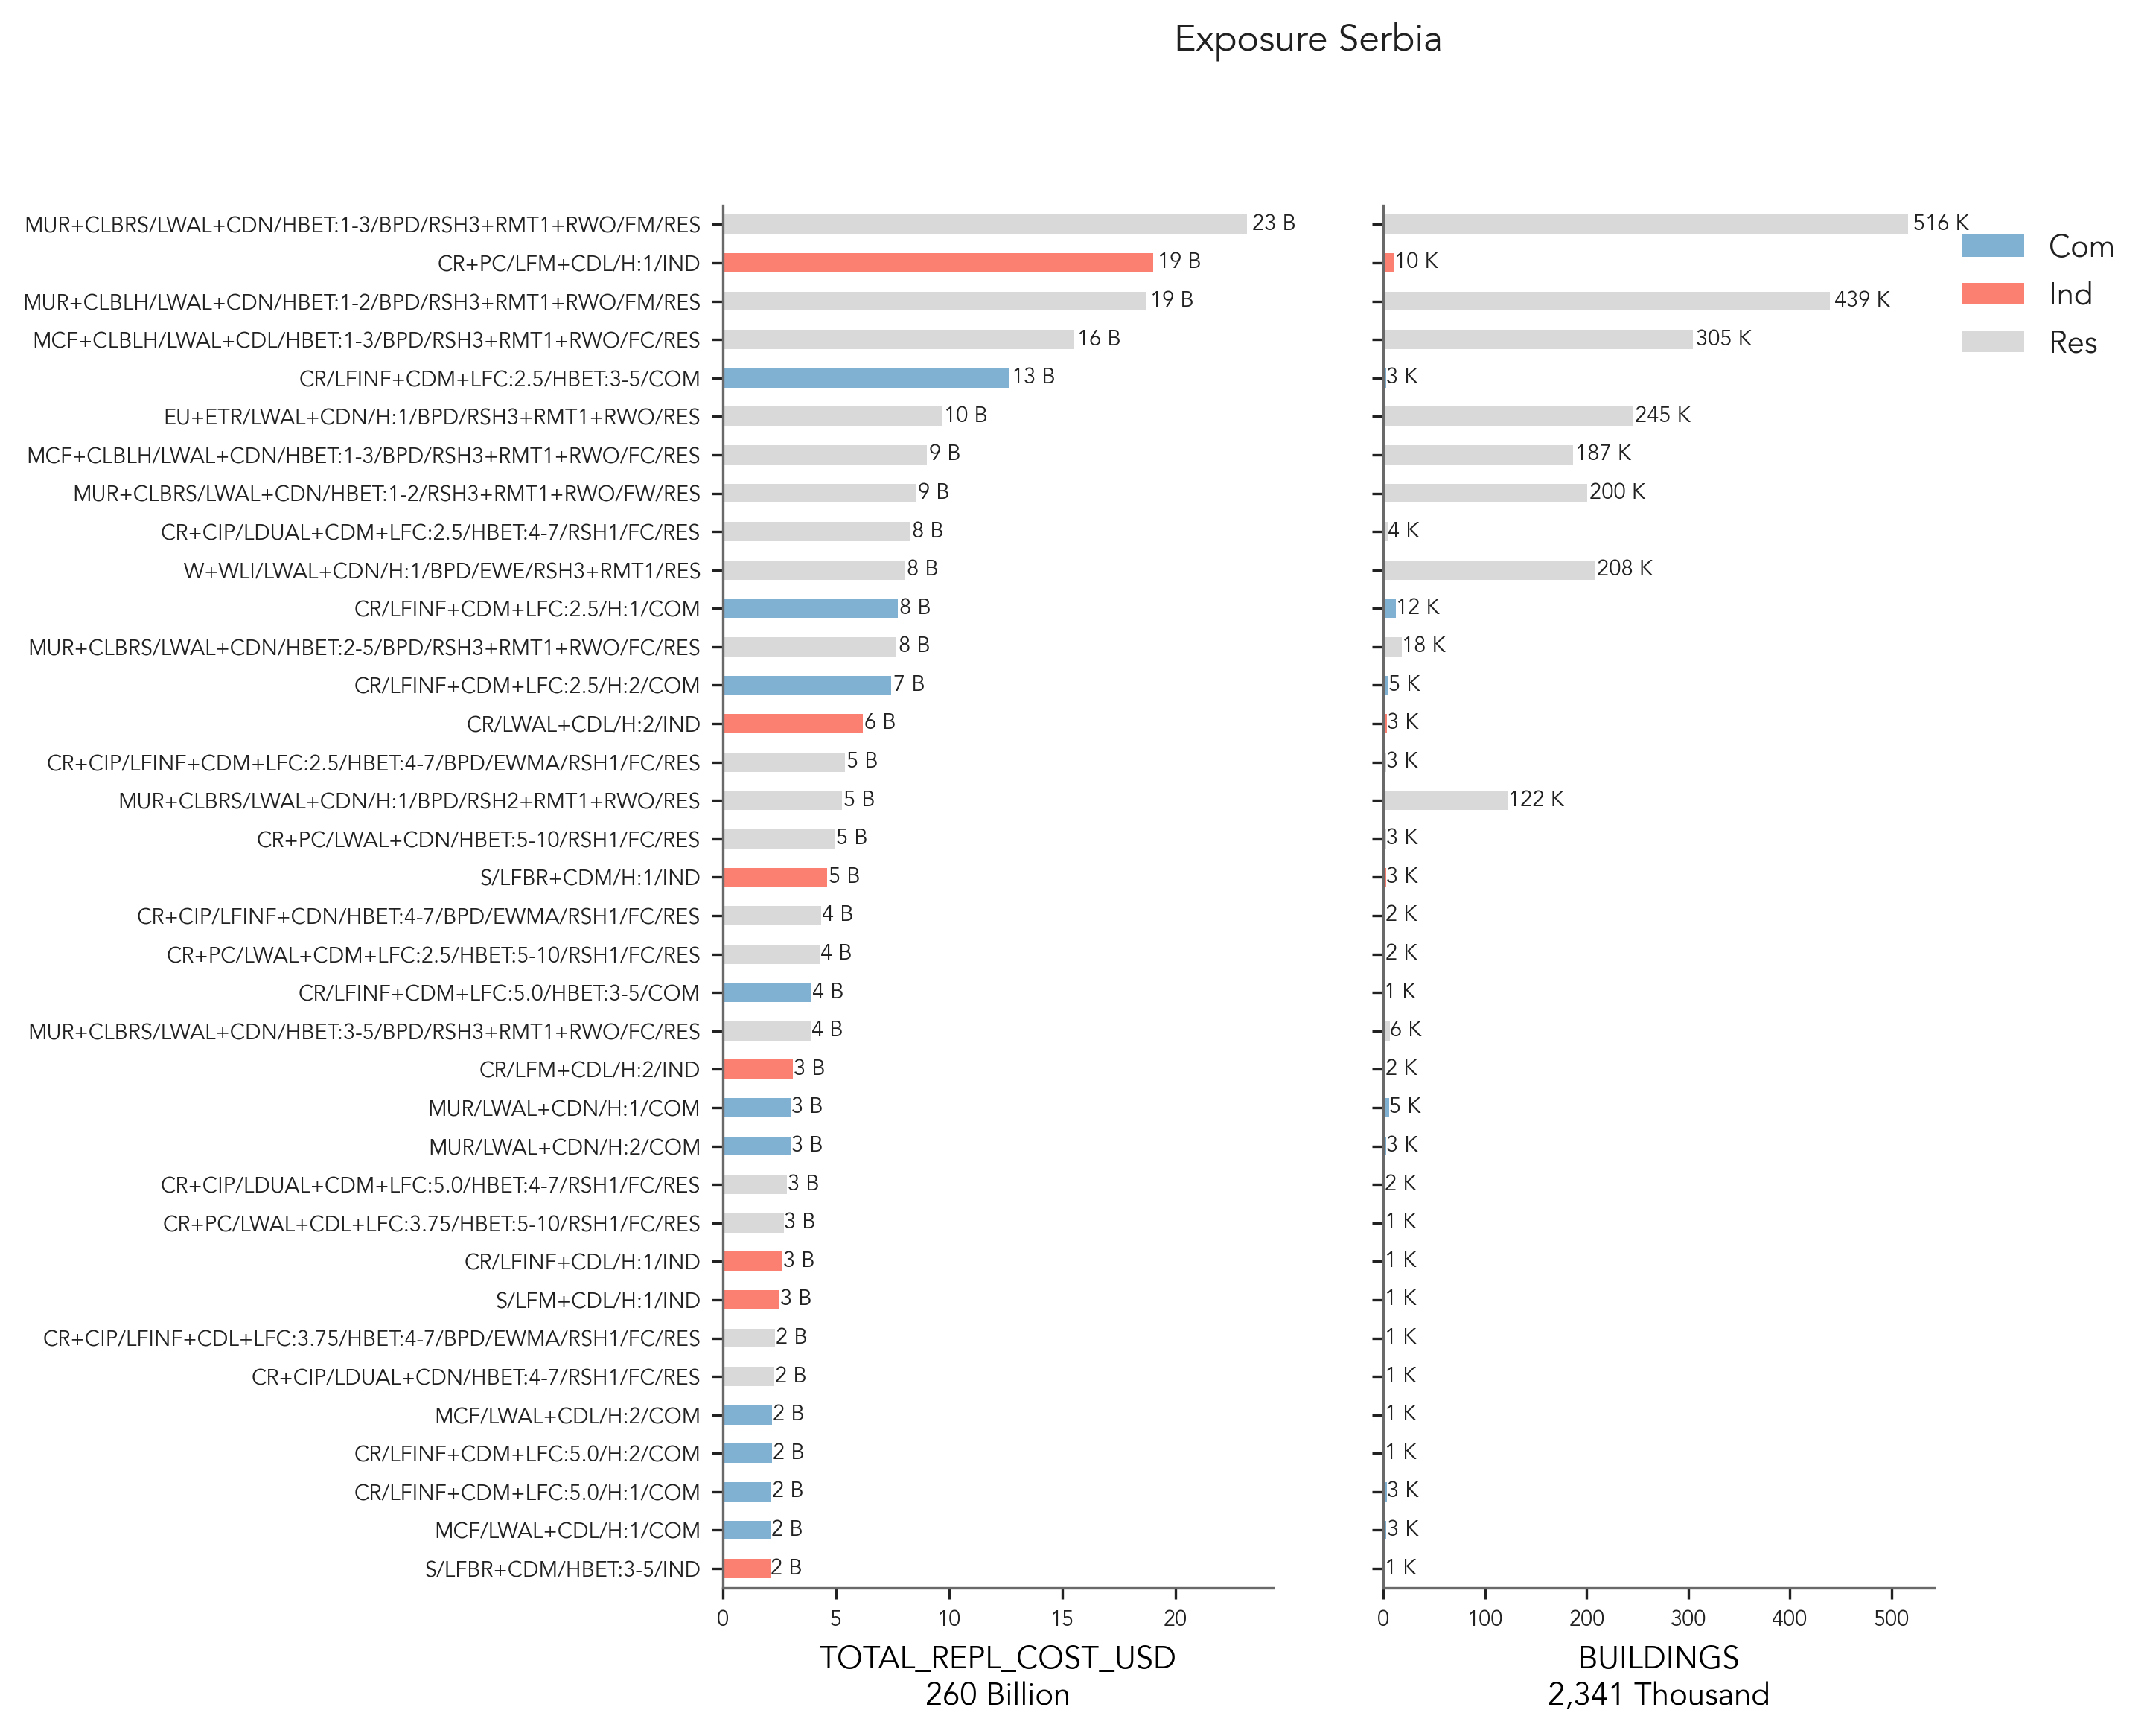 Exposure Serbia
MUR+CLBRS/LWAL+CDN/HBET:1-3/BPD/RSH3+RMT1+RWO/FM/RES 23 B 516 K
CR+PC/LFM+CDL/H:1/IND 19 B 10 K
MUR+CLBLH/LWAL+CDN/HBET:1-2/BPD/RSH3+RMT1+RWO/FM/RES 19 B 439 K
MCF+CLBLH/LWAL+CDL/HBET:1-3/BPD/RSH3+RMT1+RWO/FC/RES 16 B 305 K
CR/LFINF+CDM+LFC:2.5/HBET:3-5/COM 13 B 3 K
EU+ETR/LWAL+CDN/H:1/BPD/RSH3+RMT1+RWO/RES 10 B 245 K
MCF+CLBLH/LWAL+CDN/HBET:1-3/BPD/RSH3+RMT1+RWO/FC/RES 9 B 187 K
MUR+CLBRS/LWAL+CDN/HBET:1-2/RSH3+RMT1+RWO/FW/RES 9 B 200 K
CR+CIP/LDUAL+CDM+LFC:2.5/HBET:4-7/RSH1/FC/RES 8 B 4 K
W+WLI/LWAL+CDN/H:1/BPD/EWE/RSH3+RMT1/RES 8 B 208 K
CR/LFINF+CDM+LFC:2.5/H:1/COM 8 B 12 K
MUR+CLBRS/LWAL+CDN/HBET:2-5/BPD/RSH3+RMT1+RWO/FC/RES 8 B 18 K
CR/LFINF+CDM+LFC:2.5/H:2/COM 7 B 5 K
CR/LWAL+CDL/H:2/IND 6 B 3 K
CR+CIP/LFINF+CDM+LFC:2.5/HBET:4-7/BPD/EWMA/RSH1/FC/RES 5 B 3 K
MUR+CLBRS/LWAL+CDN/H:1/BPD/RSH2+RMT1+RWO/RES 5 B 122 K
CR+PC/LWAL+CDN/HBET:5-10/RSH1/FC/RES 5 B 3 K
S/LFBR+CDM/H:1/IND 5 B 3 K
CR+CIP/LFINF+CDN/HBET:4-7/BPD/EWMA/RSH1/FC/RES 4 B 2 K
CR+PC/LWAL+CDM+LFC:2.5/HBET:5-10/RSH1/FC/RES 4 B 2 K
CR/LFINF+CDM+LFC:5.0/HBET:3-5/COM 4 B 1 K
MUR+CLBRS/LWAL+CDN/HBET:3-5/BPD/RSH3+RMT1+RWO/FC/RES 4 B 6 K
CR/LFM+CDL/H:2/IND 3 B 2 K
MUR/LWAL+CDN/H:1/COM 3 B 5 K
MUR/LWAL+CDN/H:2/COM 3 B 3 K
CR+CIP/LDUAL+CDM+LFC:5.0/HBET:4-7/RSH1/FC/RES 3 B 2 K
CR+PC/LWAL+CDL+LFC:3.75/HBET:5-10/RSH1/FC/RES 3 B 1 K
CR/LFINF+CDL/H:1/IND 3 B 1 K
S/LFM+CDL/H:1/IND 3 B 1 K
CR+CIP/LFINF+CDL+LFC:3.75/HBET:4-7/BPD/EWMA/RSH1/FC/RES 2 B 1 K
CR+CIP/LDUAL+CDN/HBET:4-7/RSH1/FC/RES 2 B 1 K
MCF/LWAL+CDL/H:2/COM 2 B 1 K
CR/LFINF+CDM+LFC:5.0/H:2/COM 2 B 1 K
CR/LFINF+CDM+LFC:5.0/H:1/COM 2 B 3 K
MCF/LWAL+CDL/H:1/COM 2 B 3 K
S/LFBR+CDM/HBET:3-5/IND 2 B 1 K
0 5 10 15 20
TOTAL_REPL_COST_USD
260 Billion
0 100 200 300 400 500
BUILDINGS
2,341 Thousand
Com
Ind
Res